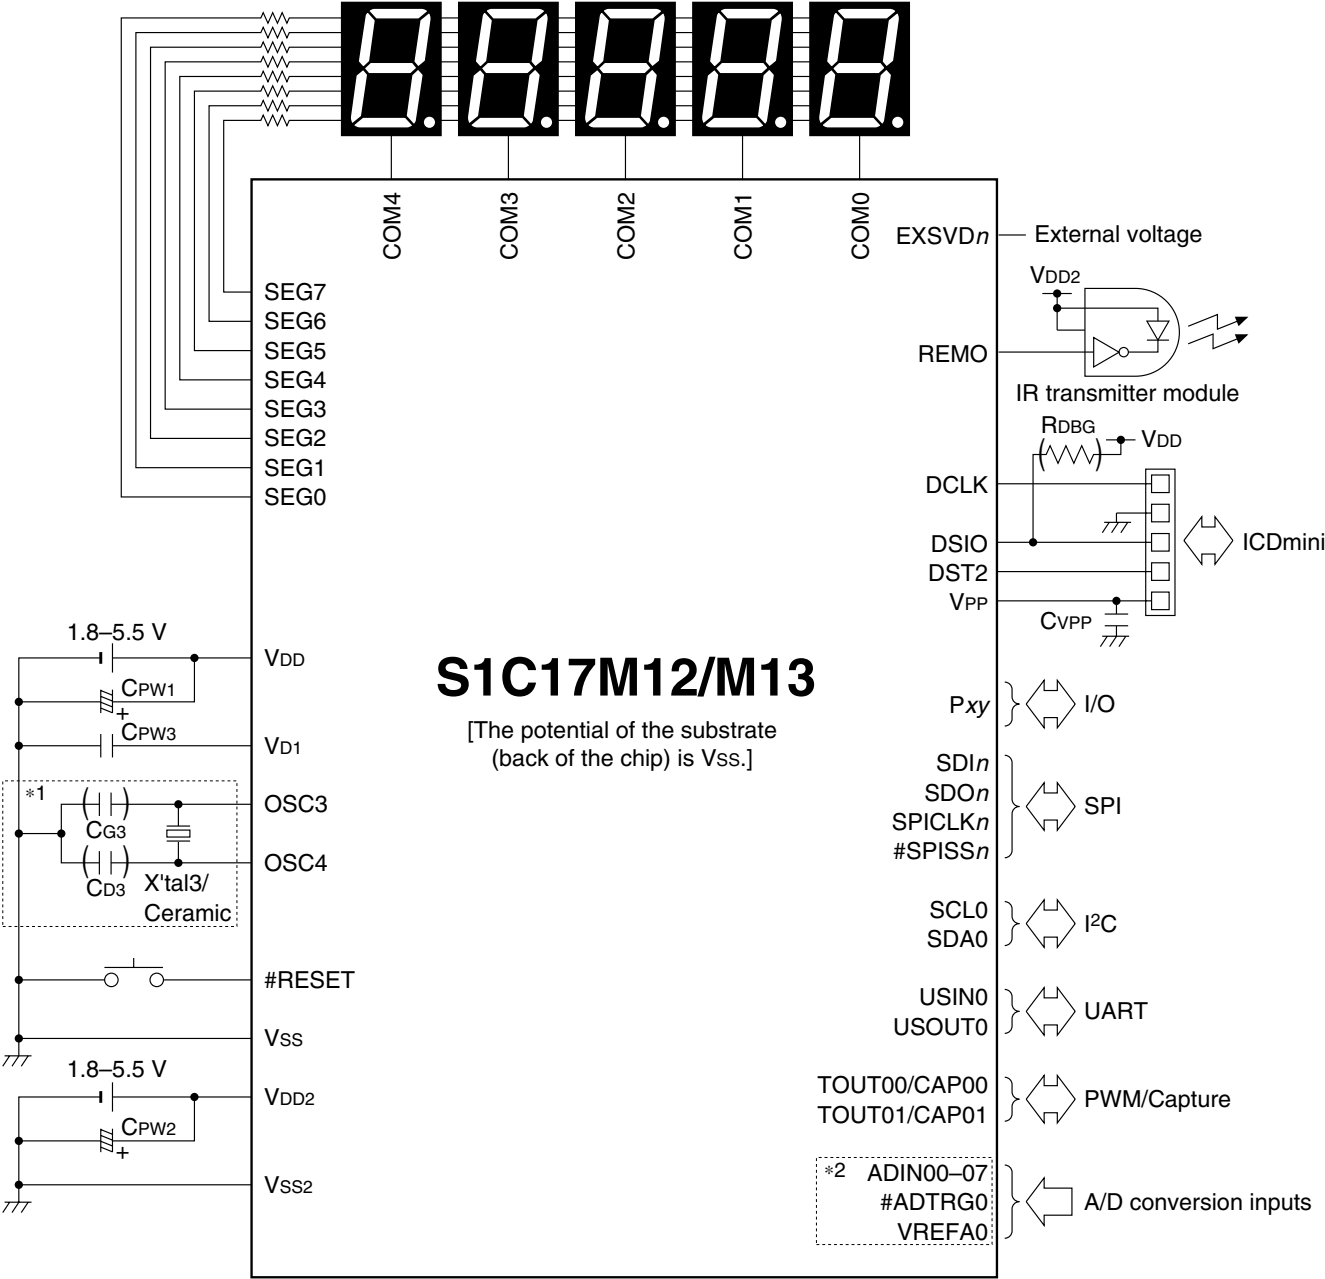 COM4
COM3
COM2
COM1
COM0
SEG7
SEG6
SEG5
SEG4
SEG3
SEG2
SEG1
SEG0
1.8–5.5 V
VDD
CPW1
+
CPW3
VD1
*1
OSC3
CG3
OSC4
CD3
X'tal3/
Ceramic
#RESET
VSS
1.8–5.5 V
VDD2
CPW2
+
VSS2
S1C17M12/M13
[The potential of the substrate
(back of the chip) is VSS.]
EXSVDn
External voltage
VDD2
REMO
IR transmitter module
RDBG
VDD
DCLK
DSIO
ICDmini
DST2
VPP
CVPP
Pxy
I/O
SDIn
SDOn
SPICLKn
#SPISSn
SPI
SCL0
SDA0
I²C
USIN0
USOUT0
UART
TOUT00/CAP00
TOUT01/CAP01
PWM/Capture
*2
ADIN00–07
#ADTRG0
VREFA0
A/D conversion inputs